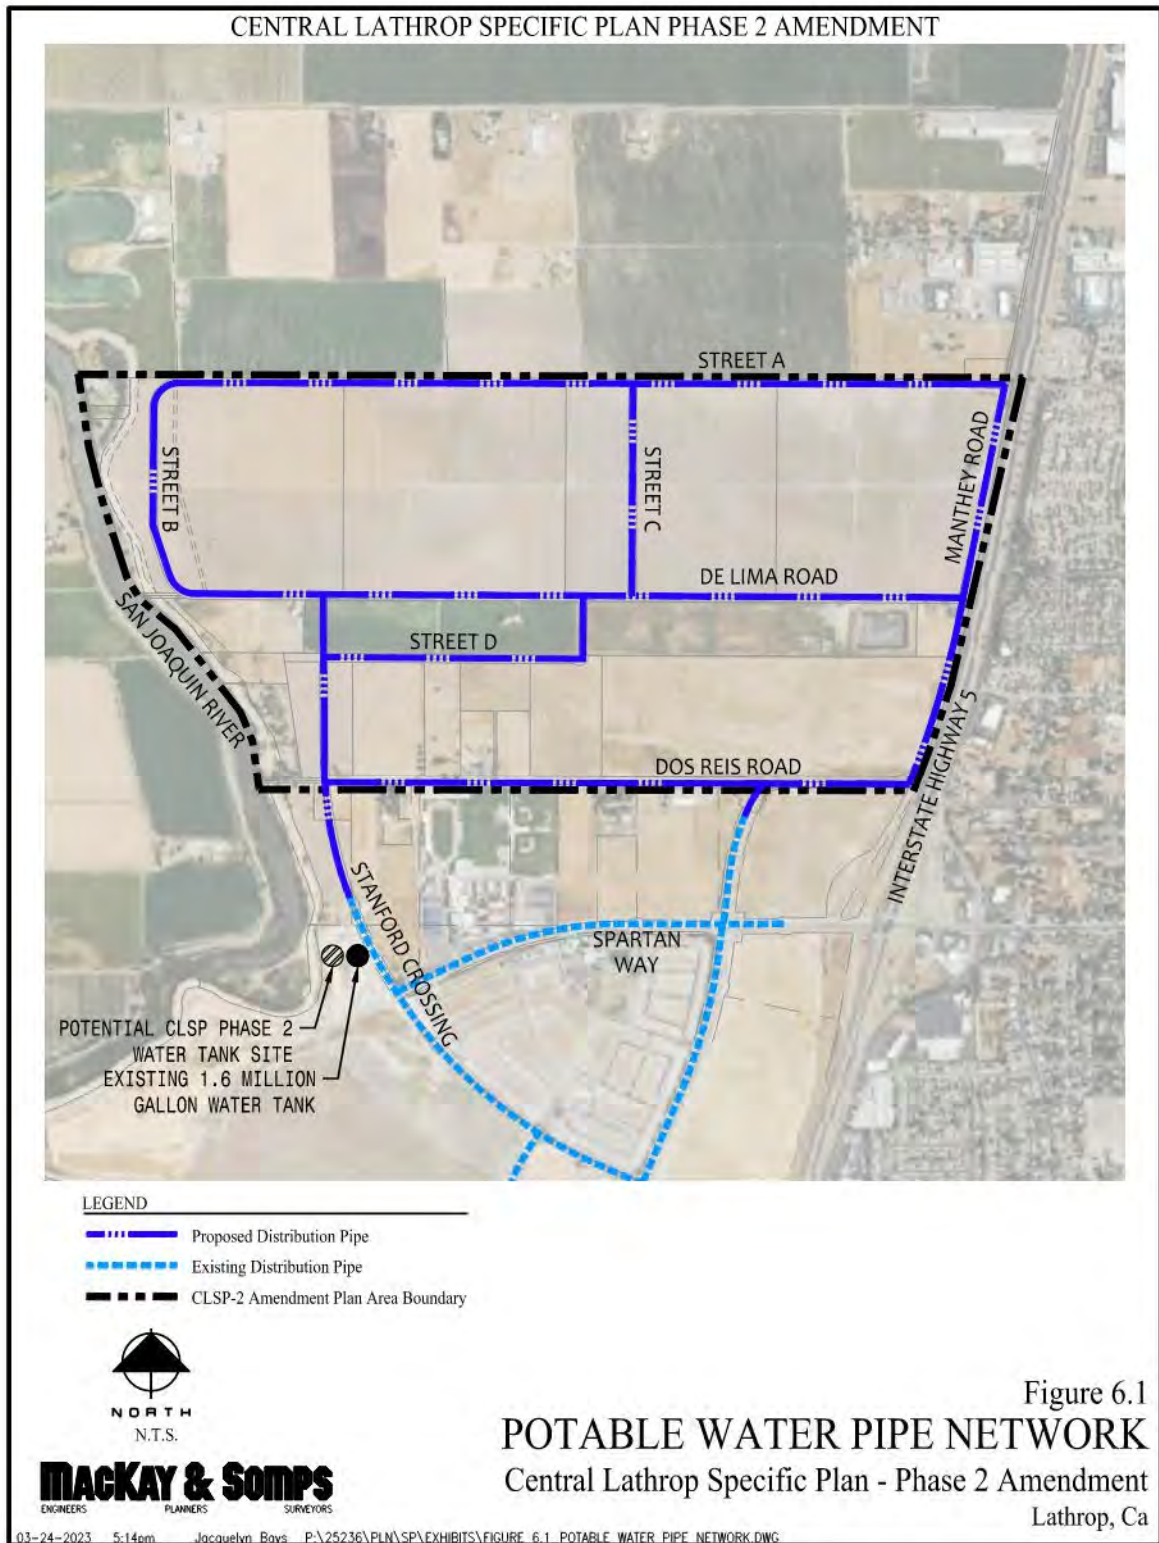 CENTRAL LATHROP SPECIFIC PLAN PHASE 2 AMENDMENT
STREET A
STREET B
STREET C
MANTHEY ROAD
DE LIMA ROAD
STREET D
SAN JOAQUIN RIVER
DOS REIS ROAD
INTERSTATE HIGHWAY 5
STANFORD CROSSING
SPARTAN
WAY
POTENTIAL CLSP PHASE 2
WATER TANK SITE
EXISTING 1.6 MILLION
GALLON WATER TANK
LEGEND
Proposed Distribution Pipe
Existing Distribution Pipe
CLSP-2 Amendment Plan Area Boundary
NORTH
N.T.S.
Figure 6.1
POTABLE WATER PIPE NETWORK
Central Lathrop Specific Plan - Phase 2 Amendment
Lathrop, Ca
MACKAY & SOMPS
ENGINEERS PLANNERS SURVEYORS
03-24-2023 5:14pm Jacquelyn Bays P:\25236\PLN\SP\EXHIBITS\FIGURE 6.1 POTABLE WATER PIPE NETWORK.DWG